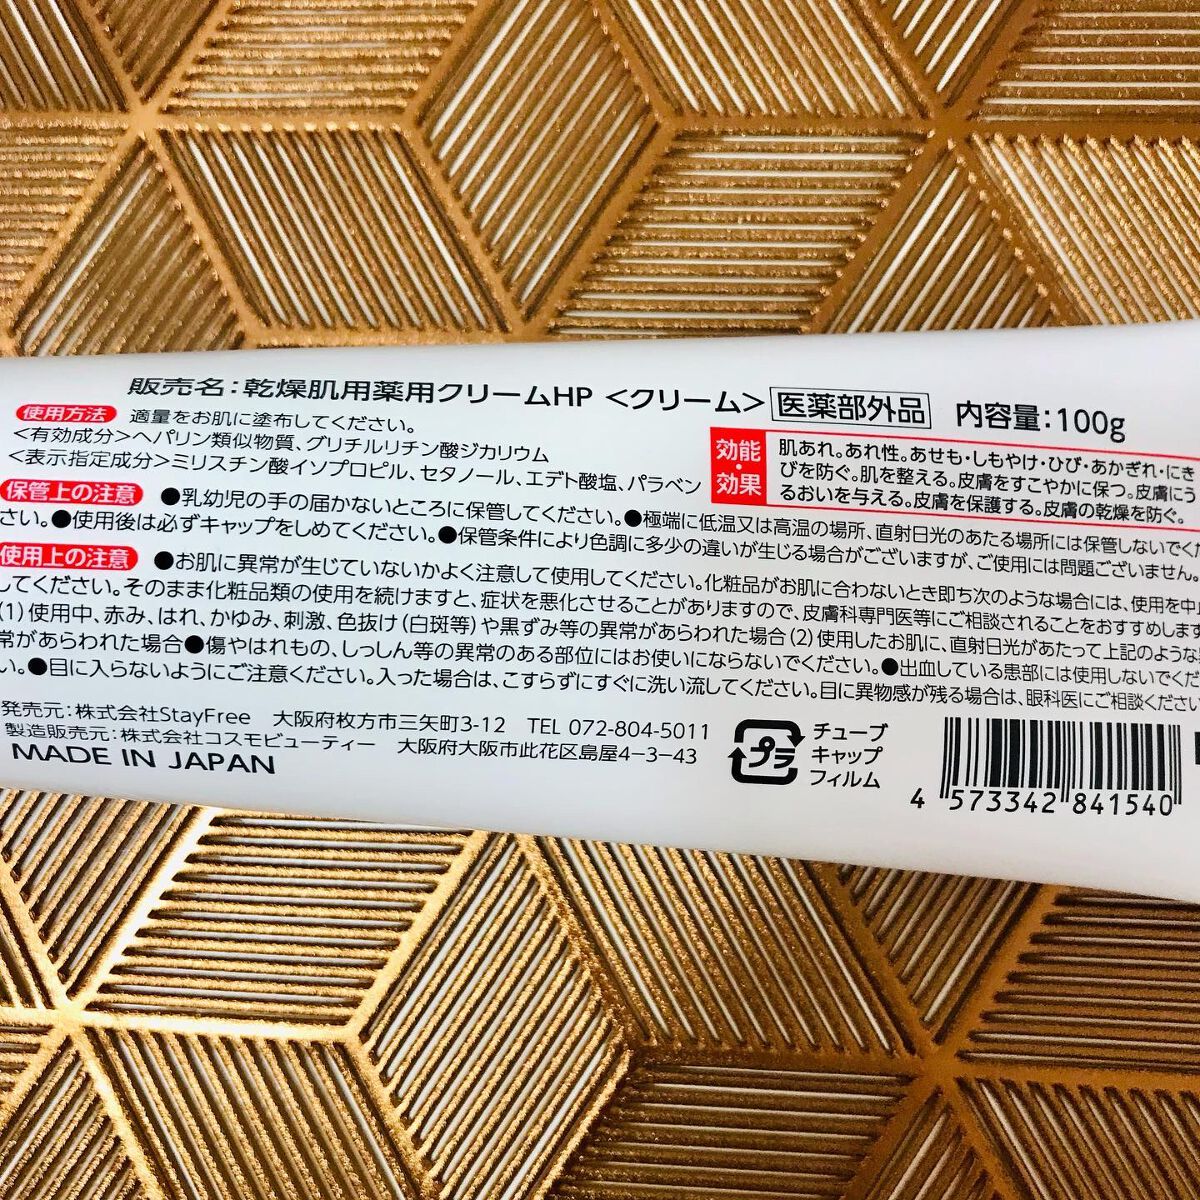 販売名:乾燥肌用薬用クリームHP <クリーム> 医薬部外品 内容量:100g
使用方法 適量をお肌に塗布してください。
<有効成分>ヘパリン類似物質、グリチルリチン酸ジカリウム
<表示指定成分>ミリスチン酸イソプロピル、セタノール、エデト酸塩、パラベン
効能・効果
肌あれ。あれ性。あせも・しもやけ・ひび・あかぎれ・にき
びを防ぐ。肌を整える。皮膚をすこやかに保つ。皮膚にう
るおいを与える。皮膚を保護する。皮膚の乾燥を防ぐ。
保管上の注意 ●乳幼児の手の届かないところに保管してください。●極端に低温又は高温の場所、直射日光のあたる場所には保管しないでくだ
さい。●使用後は必ずキャップをしめてください。●保管条件により色調に多少の違いが生じる場合がございますが、ご使用には問題ございません。
使用上の注意 ●お肌に異常が生じていないかよく注意して使用してください。化粧品がお肌に合わないとき即ち次のような場合には、使用を中
してください。そのまま化粧品類の使用を続けますと、症状を悪化させることがありますので、皮膚科専門医等にご相談されることをおすすめします
(1)使用中、赤み、はれ、かゆみ、刺激、色抜け(白斑等)や黒ずみ等の異常があらわれた場合(2)使用したお肌に、直射日光があたって上記のような
常があらわれた場合●傷やはれもの、しっしん等の異常のある部位にはお使いにならないでください。●出血している患部には使用しないでくだ
い。●目に入らないようにご注意ください。入った場合は、こすらずにすぐに洗い流してください。目に異物感が残る場合は、眼科医にご相談ください
発売元:株式会社StayFree 大阪府枚方市三矢町3-12 TEL 072-804-5011
製造販売元:株式会社コスモビューティー 大阪府大阪市此花区島屋4-3-43
MADE IN JAPAN
プラ
チューブ
キャップ
フィルム
4 573342 841540